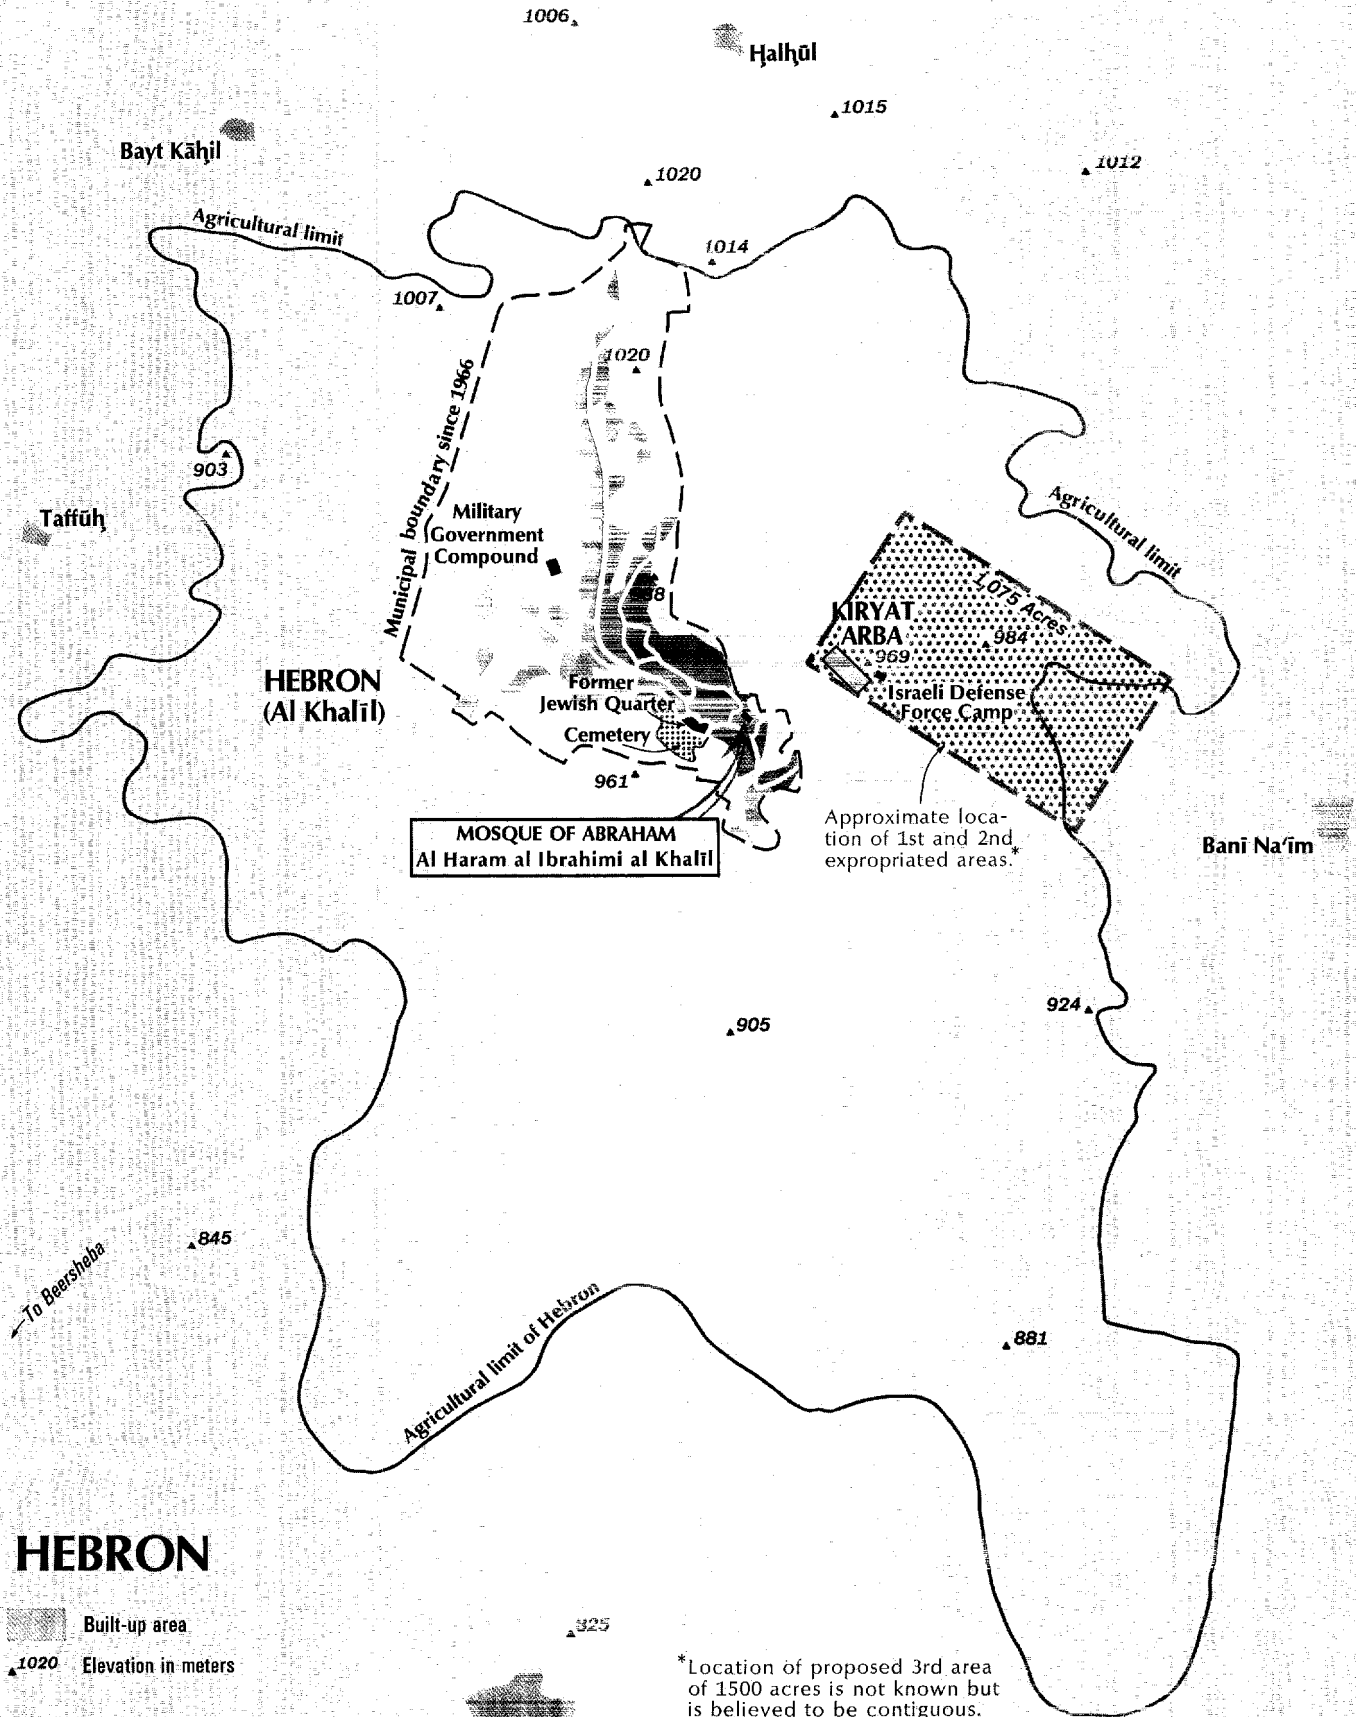 1006
Ḥalḥūl
1015
Bayt Kāḥil
1012
1020
Agricultural limit
1014
1007
1020
Municipal boundary since 1966
903
Taffūḥ
Military
Government
Compound
Agricultural limit
1,075 Acres
KIRYAT
ARBA
984
969
HEBRON
(Al Khalīl)
Former
Jewish Quarter
Israeli Defense
Force Camp
Cemetery
961
MOSQUE OF ABRAHAM
Al Haram al Ibrahimi al Khalīl
Approximate loca-
tion of 1st and 2nd
expropriated areas.*
Banī Na‘īm
924
905
845
←To Beersheba
Agricultural limit of Hebron
881
HEBRON
Built-up area
1020 Elevation in meters
*Location of proposed 3rd area
of 1500 acres is not known but
is believed to be contiguous.